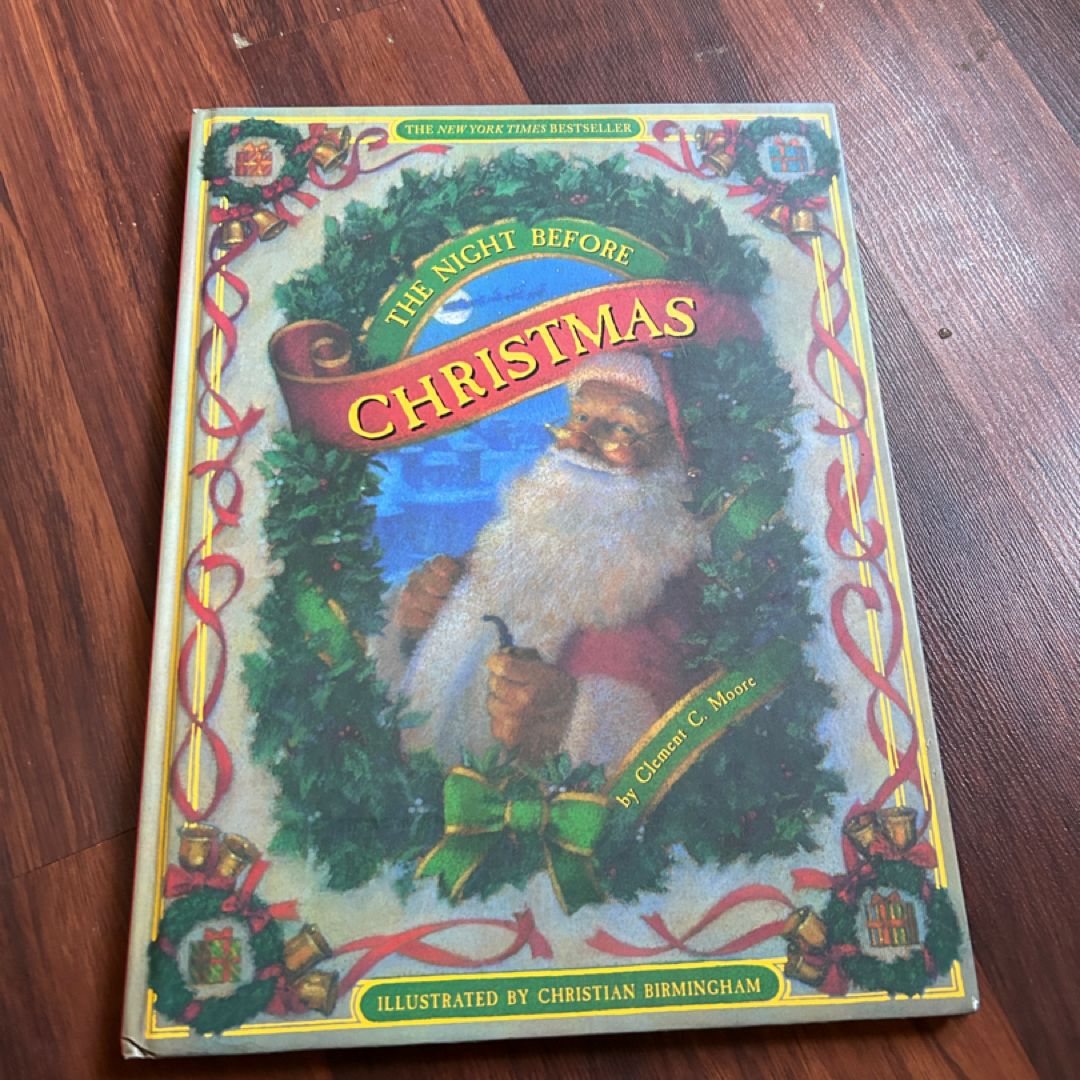 THE NEW YORK TIMES BESTSELLER
THE NIGHT BEFORE
CHRISTMAS
by Clement C. Moore
ILLUSTRATED BY CHRISTIAN BIRMINGHAM